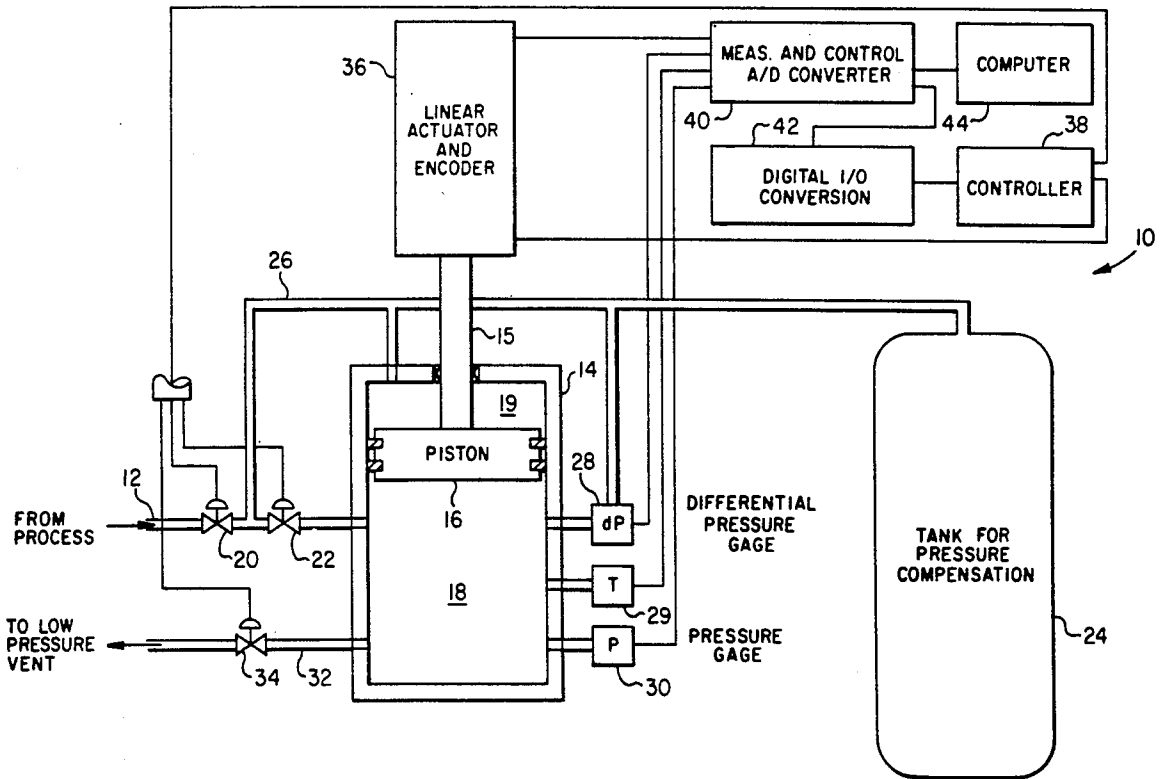 36
LINEAR
ACTUATOR
AND
ENCODER
MEAS. AND CONTROL
A/D CONVERTER
40
COMPUTER
44
42
DIGITAL I/O
CONVERSION
38
CONTROLLER
10
26
15
14
19
PISTON
16
12
FROM
PROCESS
20
22
28
dP
DIFFERENTIAL
PRESSURE
GAGE
18
T
29
TO LOW
PRESSURE
VENT
34
32
P
30
PRESSURE
GAGE
TANK FOR
PRESSURE
COMPENSATION
24